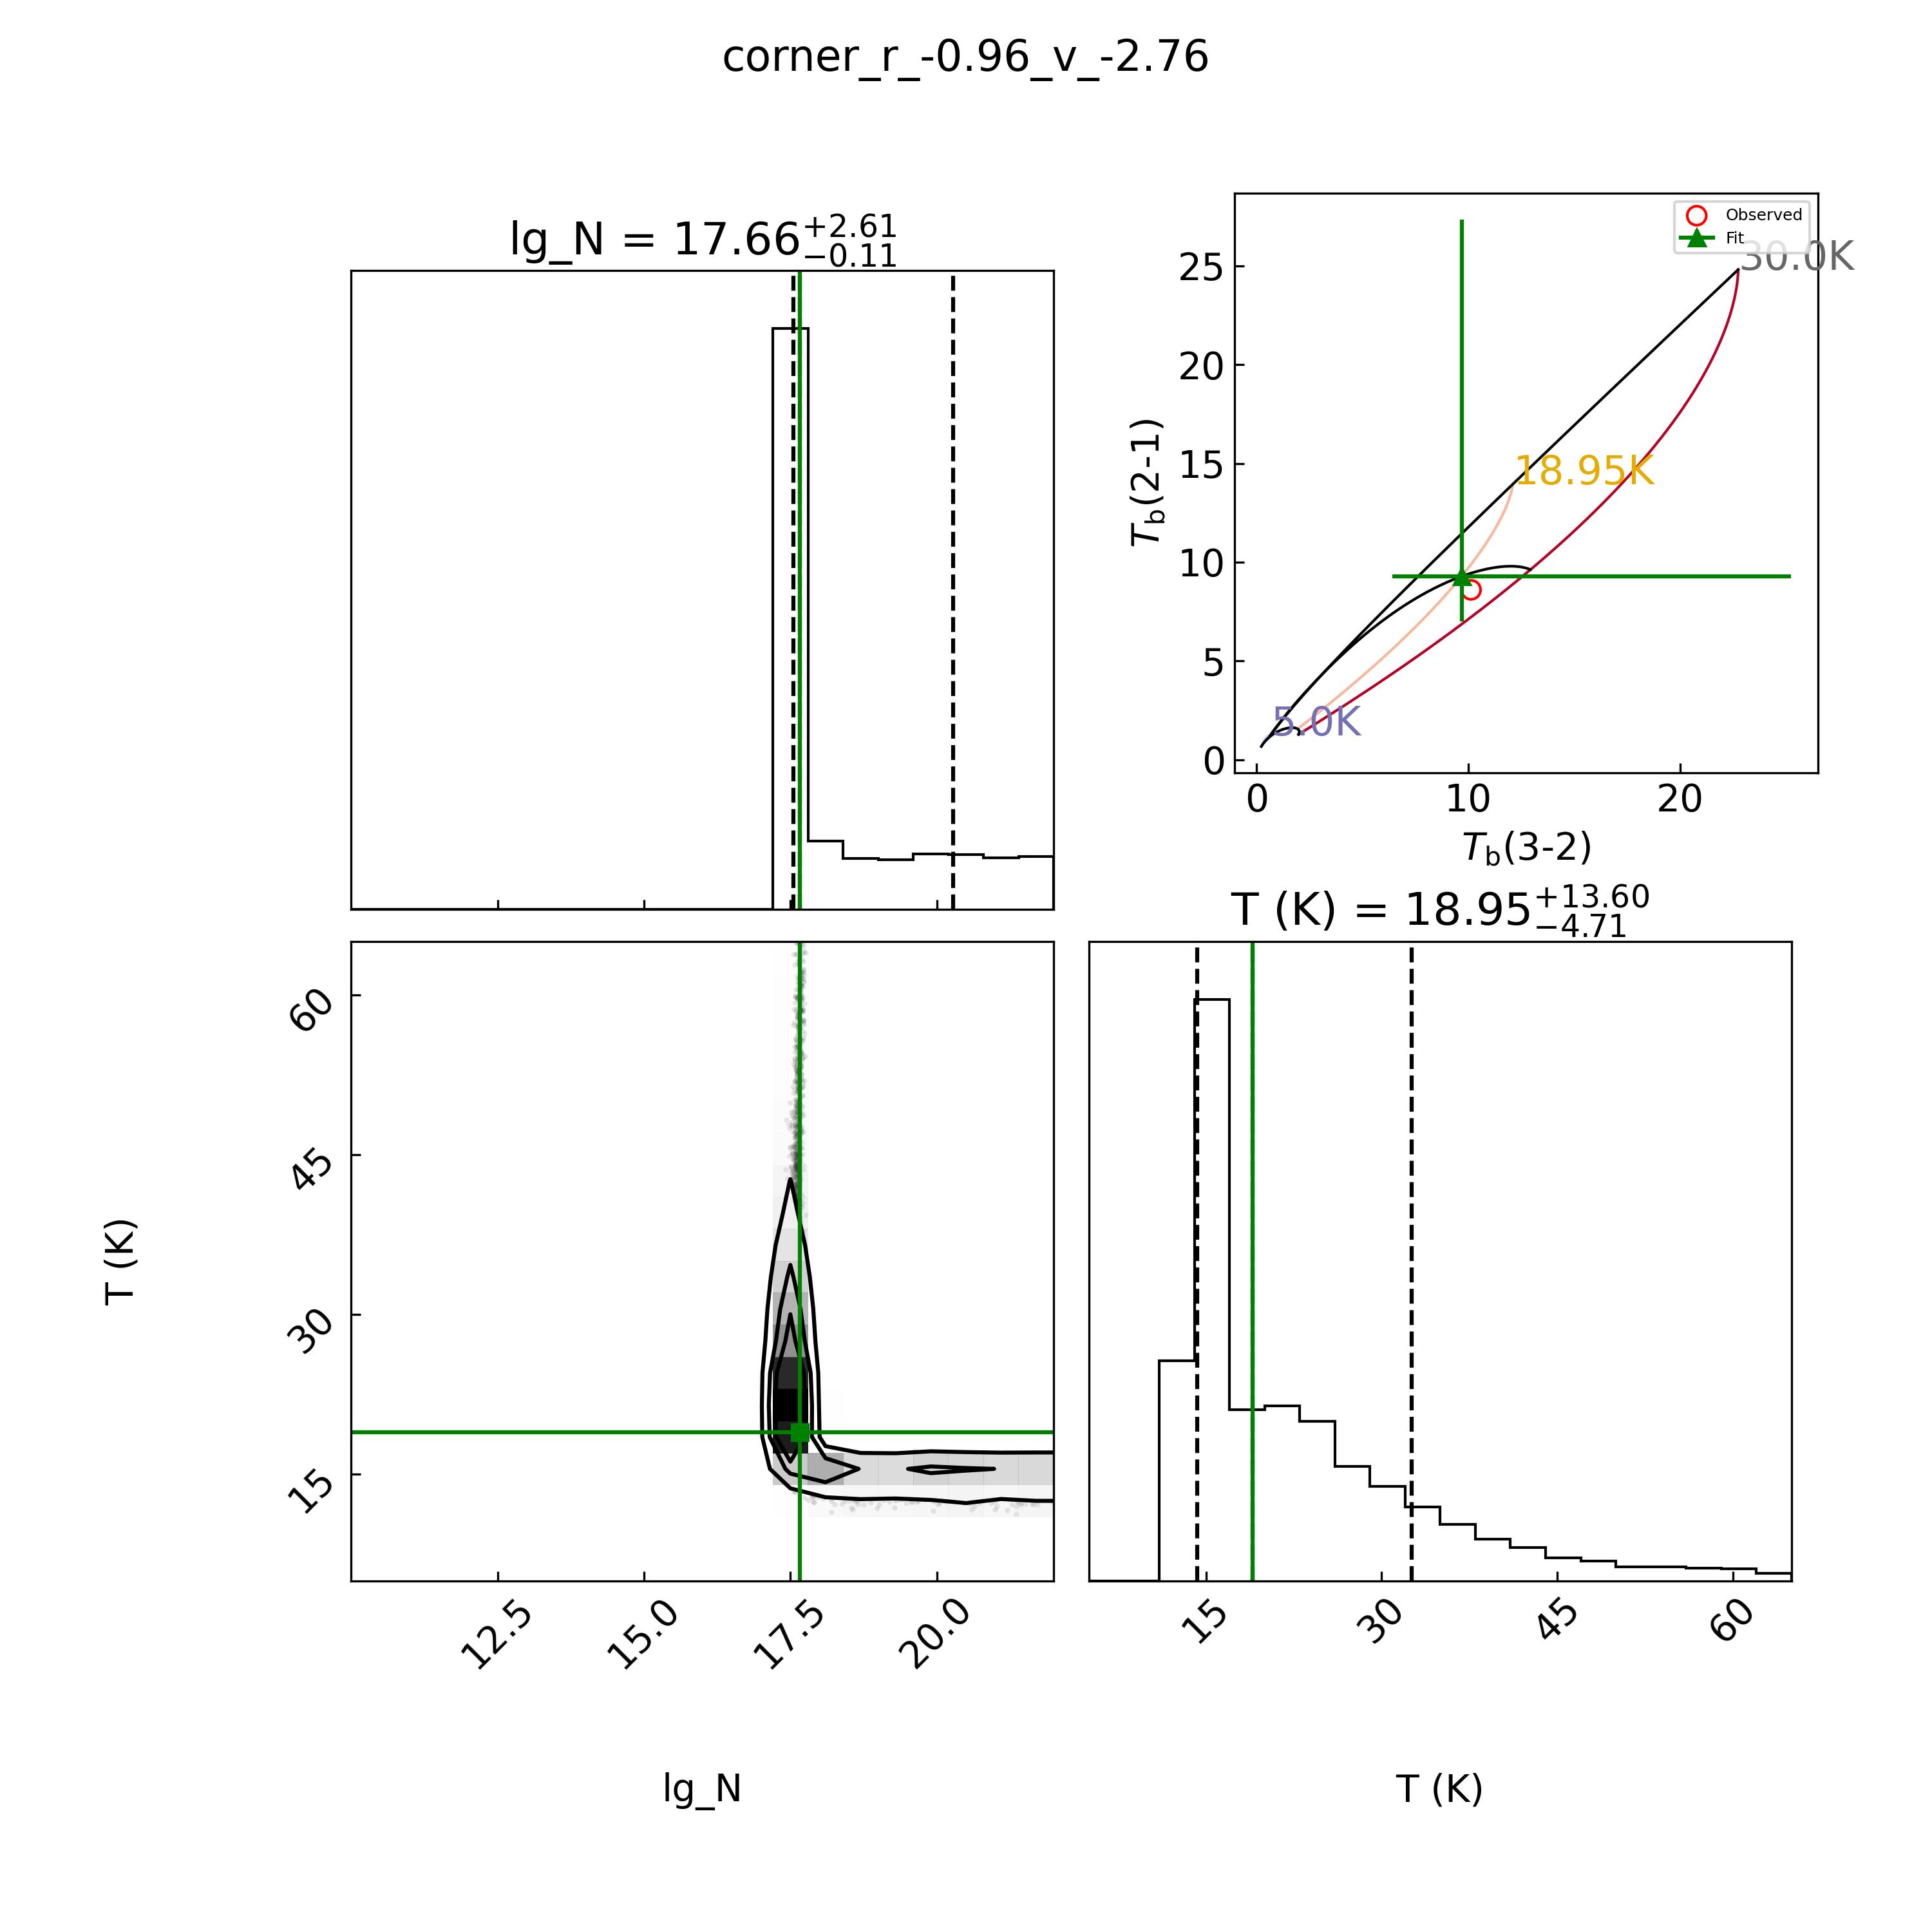 corner_r_-0.96_v_-2.76
lg_N = 17.66+2.61−0.11
Observed
Fit
30.0K
18.95K
5.0K
25
20
15
10
5
0
Tb(2-1)
0 10 20
Tb(3-2)
T (K) = 18.95+13.60−4.71
60
45
30
15
T (K)
12.5 15.0 17.5 20.0
lg_N
15 30 45 60
T (K)